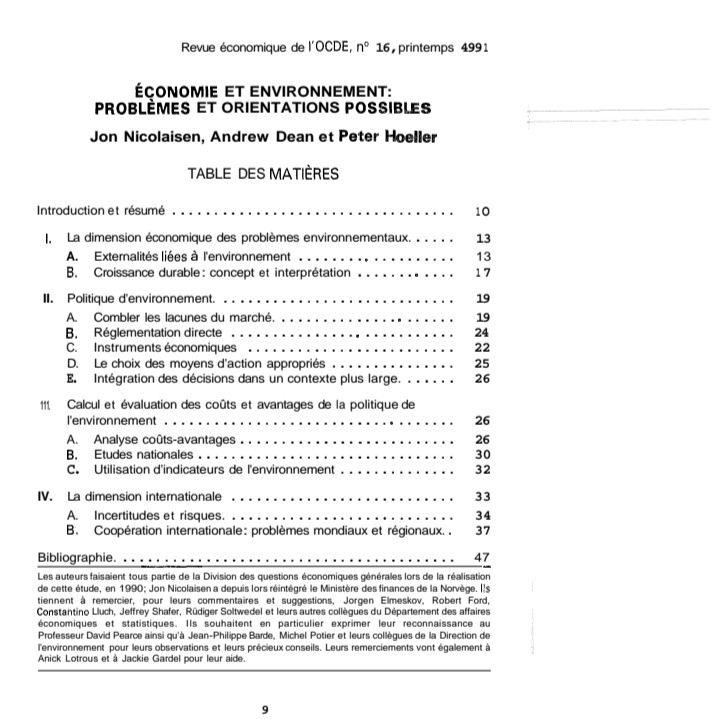 Revue économique de l'OCDE, nº 16, printemps 4991
ÉCONOMIE ET ENVIRONNEMENT:
PROBLÈMES ET ORIENTATIONS POSSIBLES
Jon Nicolaisen, Andrew Dean et Peter Hoeller
TABLE DES MATIÈRES
Introduction et résumé . . . . . . . . . . . . . . . . . . . . . . . . . . . . . . . . . . 10
I. La dimension économique des problèmes environnementaux. . . . . . 13
A. Externalités liées à l'environnement . . . . . . . . . . . . . . . . . . . 13
B. Croissance durable: concept et interprétation . . . . . . . . . . . . 17
II. Politique d'environnement. . . . . . . . . . . . . . . . . . . . . . . . . . . . . 19
A. Combler les lacunes du marché. . . . . . . . . . . . . . . . . . . . . . 19
B. Réglementation directe . . . . . . . . . . . . . . . . . . . . . . . . . . . 24
C. Instruments économiques . . . . . . . . . . . . . . . . . . . . . . . . . 22
D. Le choix des moyens d'action appropriés . . . . . . . . . . . . . . . 25
E. Intégration des décisions dans un contexte plus large. . . . . . . 26
111 Calcul et évaluation des coûts et avantages de la politique de
l'environnement . . . . . . . . . . . . . . . . . . . . . . . . . . . . . . . . . . . 26
A. Analyse coûts-avantages . . . . . . . . . . . . . . . . . . . . . . . . . . 26
B. Etudes nationales . . . . . . . . . . . . . . . . . . . . . . . . . . . . . . . 30
C. Utilisation d'indicateurs de l'environnement . . . . . . . . . . . . . . 32
IV. La dimension internationale . . . . . . . . . . . . . . . . . . . . . . . . . . . 33
A. Incertitudes et risques. . . . . . . . . . . . . . . . . . . . . . . . . . . . 34
B. Coopération internationale: problèmes mondiaux et régionaux. . 37
Bibliographie. . . . . . . . . . . . . . . . . . . . . . . . . . . . . . . . . . . . . . . . . 47
Les auteurs faisaient tous partie de la Division des questions économiques générales lors de la réalisation
de cette étude, en 1990; Jon Nicolaisen a depuis lors réintégré le Ministère des finances de la Norvège. Ils
tiennent à remercier, pour leurs commentaires et suggestions, Jorgen Elmeskov, Robert Ford,
Constantino Lluch, Jeffrey Shafer, Rüdiger Soltwedel et leurs autres collègues du Département des affaires
économiques et statistiques. Ils souhaitent en particulier exprimer leur reconnaissance au
Professeur David Pearce ainsi qu'à Jean-Philippe Barde, Michel Potier et leurs collègues de la Direction de
l'environnement pour leurs observations et leurs précieux conseils. Leurs remerciements vont également à
Anick Lotrous et à Jackie Gardel pour leur aide.
9